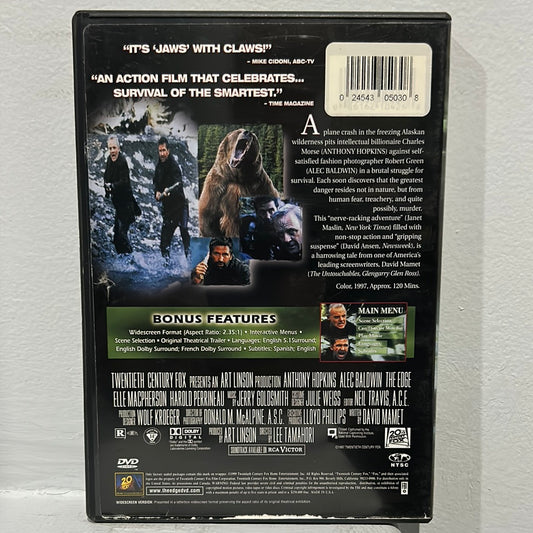 “IT’S ‘JAWS’ WITH CLAWS!”
– MIKE CIDONI, ABC-TV
“AN ACTION FILM THAT CELEBRATES...
SURVIVAL OF THE SMARTEST.”
– TIME MAGAZINE
0 24543 05030 8
A plane crash in the freezing Alaskan
wilderness pits intellectual billionaire Charles
Morse (ANTHONY HOPKINS) against self-
satisfied fashion photographer Robert Green
(ALEC BALDWIN) in a brutal struggle for
survival. Each soon discovers that the greatest
danger resides not in nature, but from
human fear, treachery, and quite
possibly, murder.
This “nerve-racking adventure” (Janet
Maslin, New York Times) filled with
non-stop action and “gripping
suspense” (David Ansen, Newsweek), is
a harrowing tale from one of America’s
leading screenwriters, David Mamet
(The Untouchables, Glengarry Glen Ross).
Color, 1997, Approx. 120 Mins.
BONUS FEATURES
Widescreen Format (Aspect Ratio: 2.35:1) • Interactive Menus •
Scene Selection • Original Theatrical Trailer • Languages: English 5.1 Surround;
English Dolby Surround; French Dolby Surround • Subtitles: Spanish; English
MAIN MENU
Scene Selection
Languages
TWENTIETH CENTURY FOX PRESENTS AN ART LINSON PRODUCTION ANTHONY HOPKINS ALEC BALDWIN THE EDGE
ELLE MACPHERSON HAROLD PERRINEAU MUSIC BY JERRY GOLDSMITH COSTUME DESIGNER JULIE WEISS EDITOR NEIL TRAVIS, A.C.E.
PRODUCTION DESIGNER WOLF KROEGER DIRECTOR OF PHOTOGRAPHY DONALD M. McALPINE, A.S.C. EXECUTIVE PRODUCER LLOYD PHILLIPS WRITTEN BY DAVID MAMET
PRODUCED BY ART LINSON DIRECTED BY LEE TAMAHORI
SOUNDTRACK AVAILABLE ON RCA VICTOR
R
DOLBY DIGITAL
DVD
NTSC
www.theedgedvd.com
WIDESCREEN VERSION: